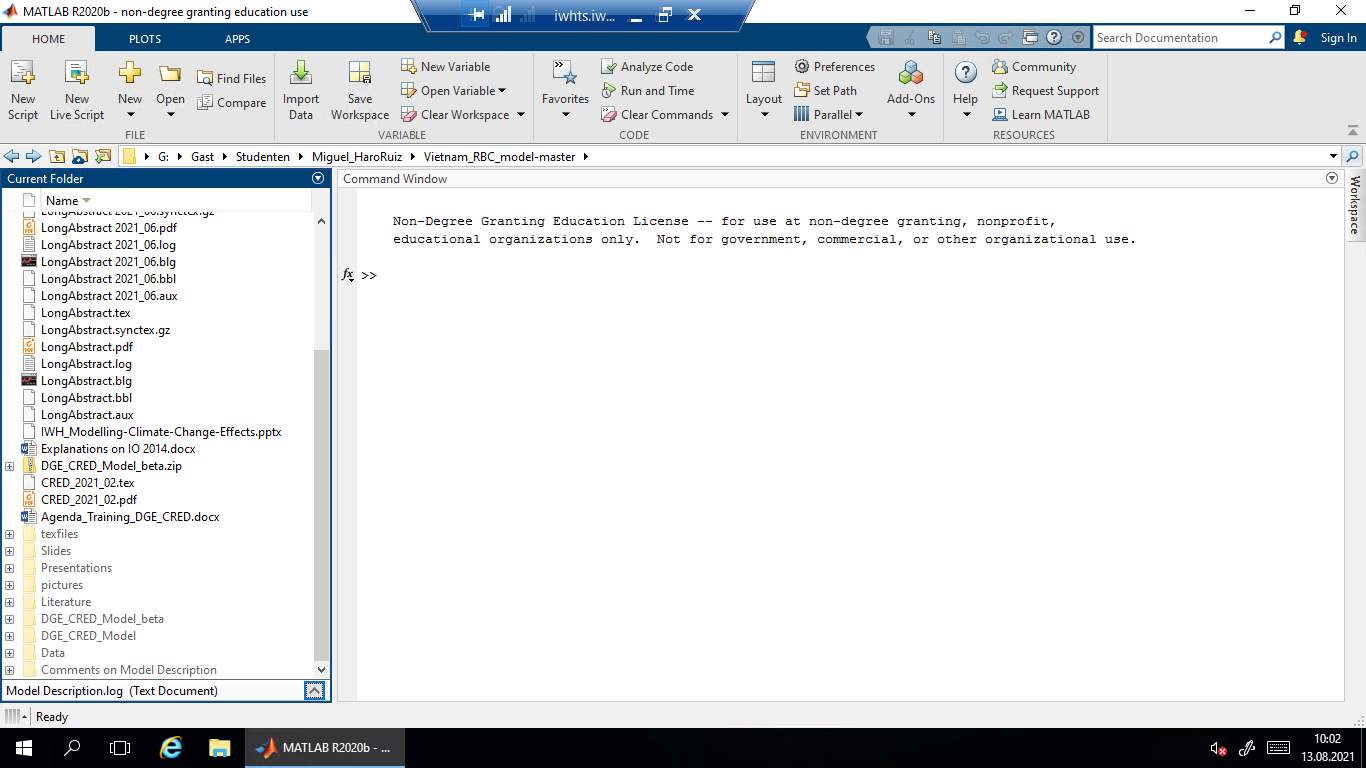 MATLAB R2020b - non-degree granting education use
iwhts.iw...
HOME PLOTS APPS
Search Documentation
Sign In
New Script
New Live Script
New
Open
Find Files
Compare
FILE
Import Data
Save Workspace
New Variable
Open Variable
Clear Workspace
VARIABLE
Favorites
Analyze Code
Run and Time
Clear Commands
CODE
Layout
Preferences
Set Path
Parallel
Add-Ons
ENVIRONMENT
Help
Community
Request Support
Learn MATLAB
RESOURCES
G: Gast Studenten Miguel_HaroRuiz Vietnam_RBC_model-master
Current Folder
Name
LongAbstract 2021_06.synctex.gz
LongAbstract 2021_06.pdf
LongAbstract 2021_06.log
LongAbstract 2021_06.blg
LongAbstract 2021_06.bbl
LongAbstract 2021_06.aux
LongAbstract.tex
LongAbstract.synctex.gz
LongAbstract.pdf
LongAbstract.log
LongAbstract.blg
LongAbstract.bbl
LongAbstract.aux
IWH_Modelling-Climate-Change-Effects.pptx
Explanations on IO 2014.docx
DGE_CRED_Model_beta.zip
CRED_2021_02.tex
CRED_2021_02.pdf
Agenda_Training_DGE_CRED.docx
texfiles
Slides
Presentations
pictures
Literature
DGE_CRED_Model_beta
DGE_CRED_Model
Data
Comments on Model Description
Model Description.log (Text Document)
Command Window
Non-Degree Granting Education License -- for use at non-degree granting, nonprofit,
educational organizations only.  Not for government, commercial, or other organizational use.
fx >>
Workspace
Ready
MATLAB R2020b - ...
10:02
13.08.2021